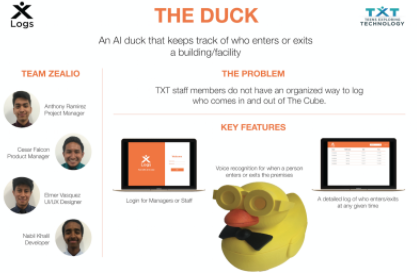 THE DUCK
Logs
TXT
TEENS EXPLORING
TECHNOLOGY
An AI duck that keeps track of who enters or exits
a building/facility
TEAM ZEALIO
Anthony Ramirez
Project Manager
Cesar Falcon
Product Manager
Elmer Vasquez
UI/UX Designer
Nabil Khalil
Developer
THE PROBLEM
TXT staff members do not have an organized way to log
who comes in and out of The Cube.
KEY FEATURES
Login for Managers or Staff
Voice recognition for when a person
enters or exits the premises
A detailed log of who enters/exits
at any given time